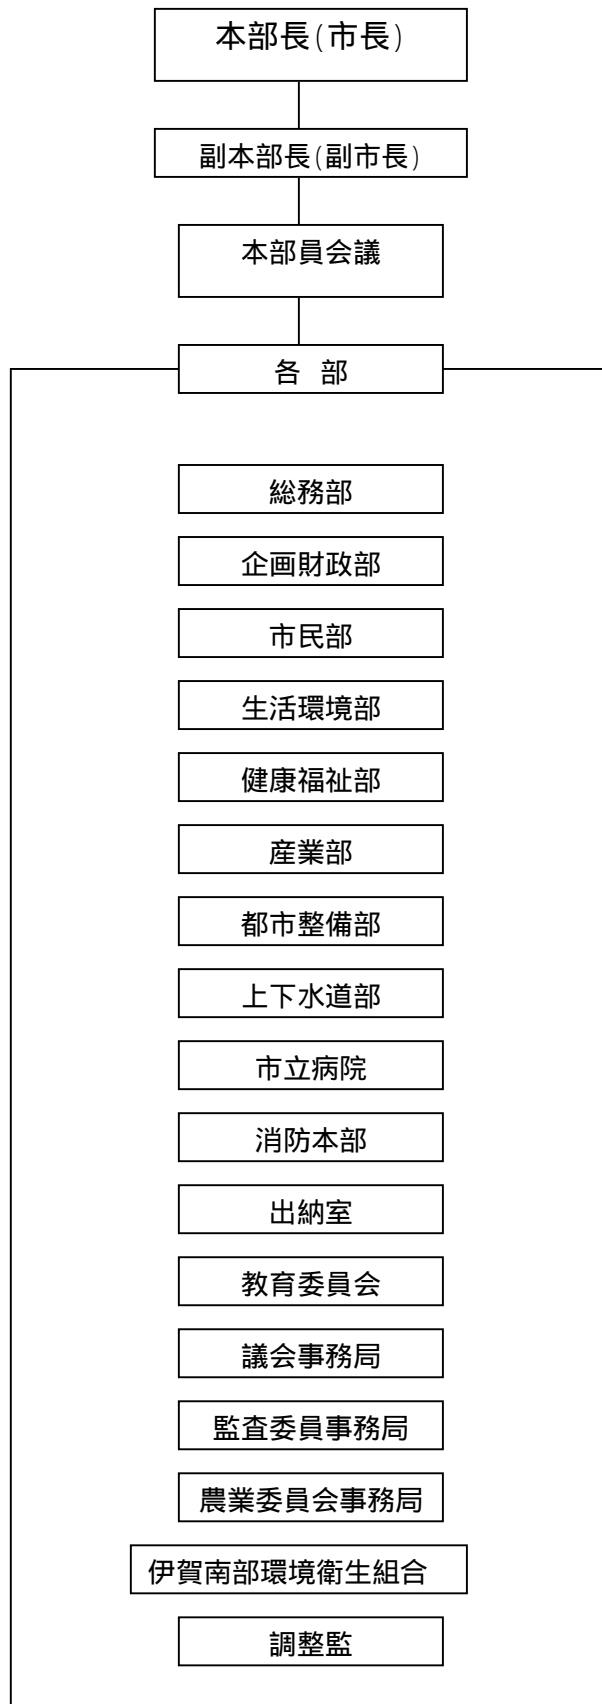 本部長(市長)
副本部長(副市長)
本部員会議
各 部
総務部
企画財政部
市民部
生活環境部
健康福祉部
産業部
都市整備部
上下水道部
市立病院
消防本部
出納室
教育委員会
議会事務局
監査委員事務局
農業委員会事務局
伊賀南部環境衛生組合
調整監